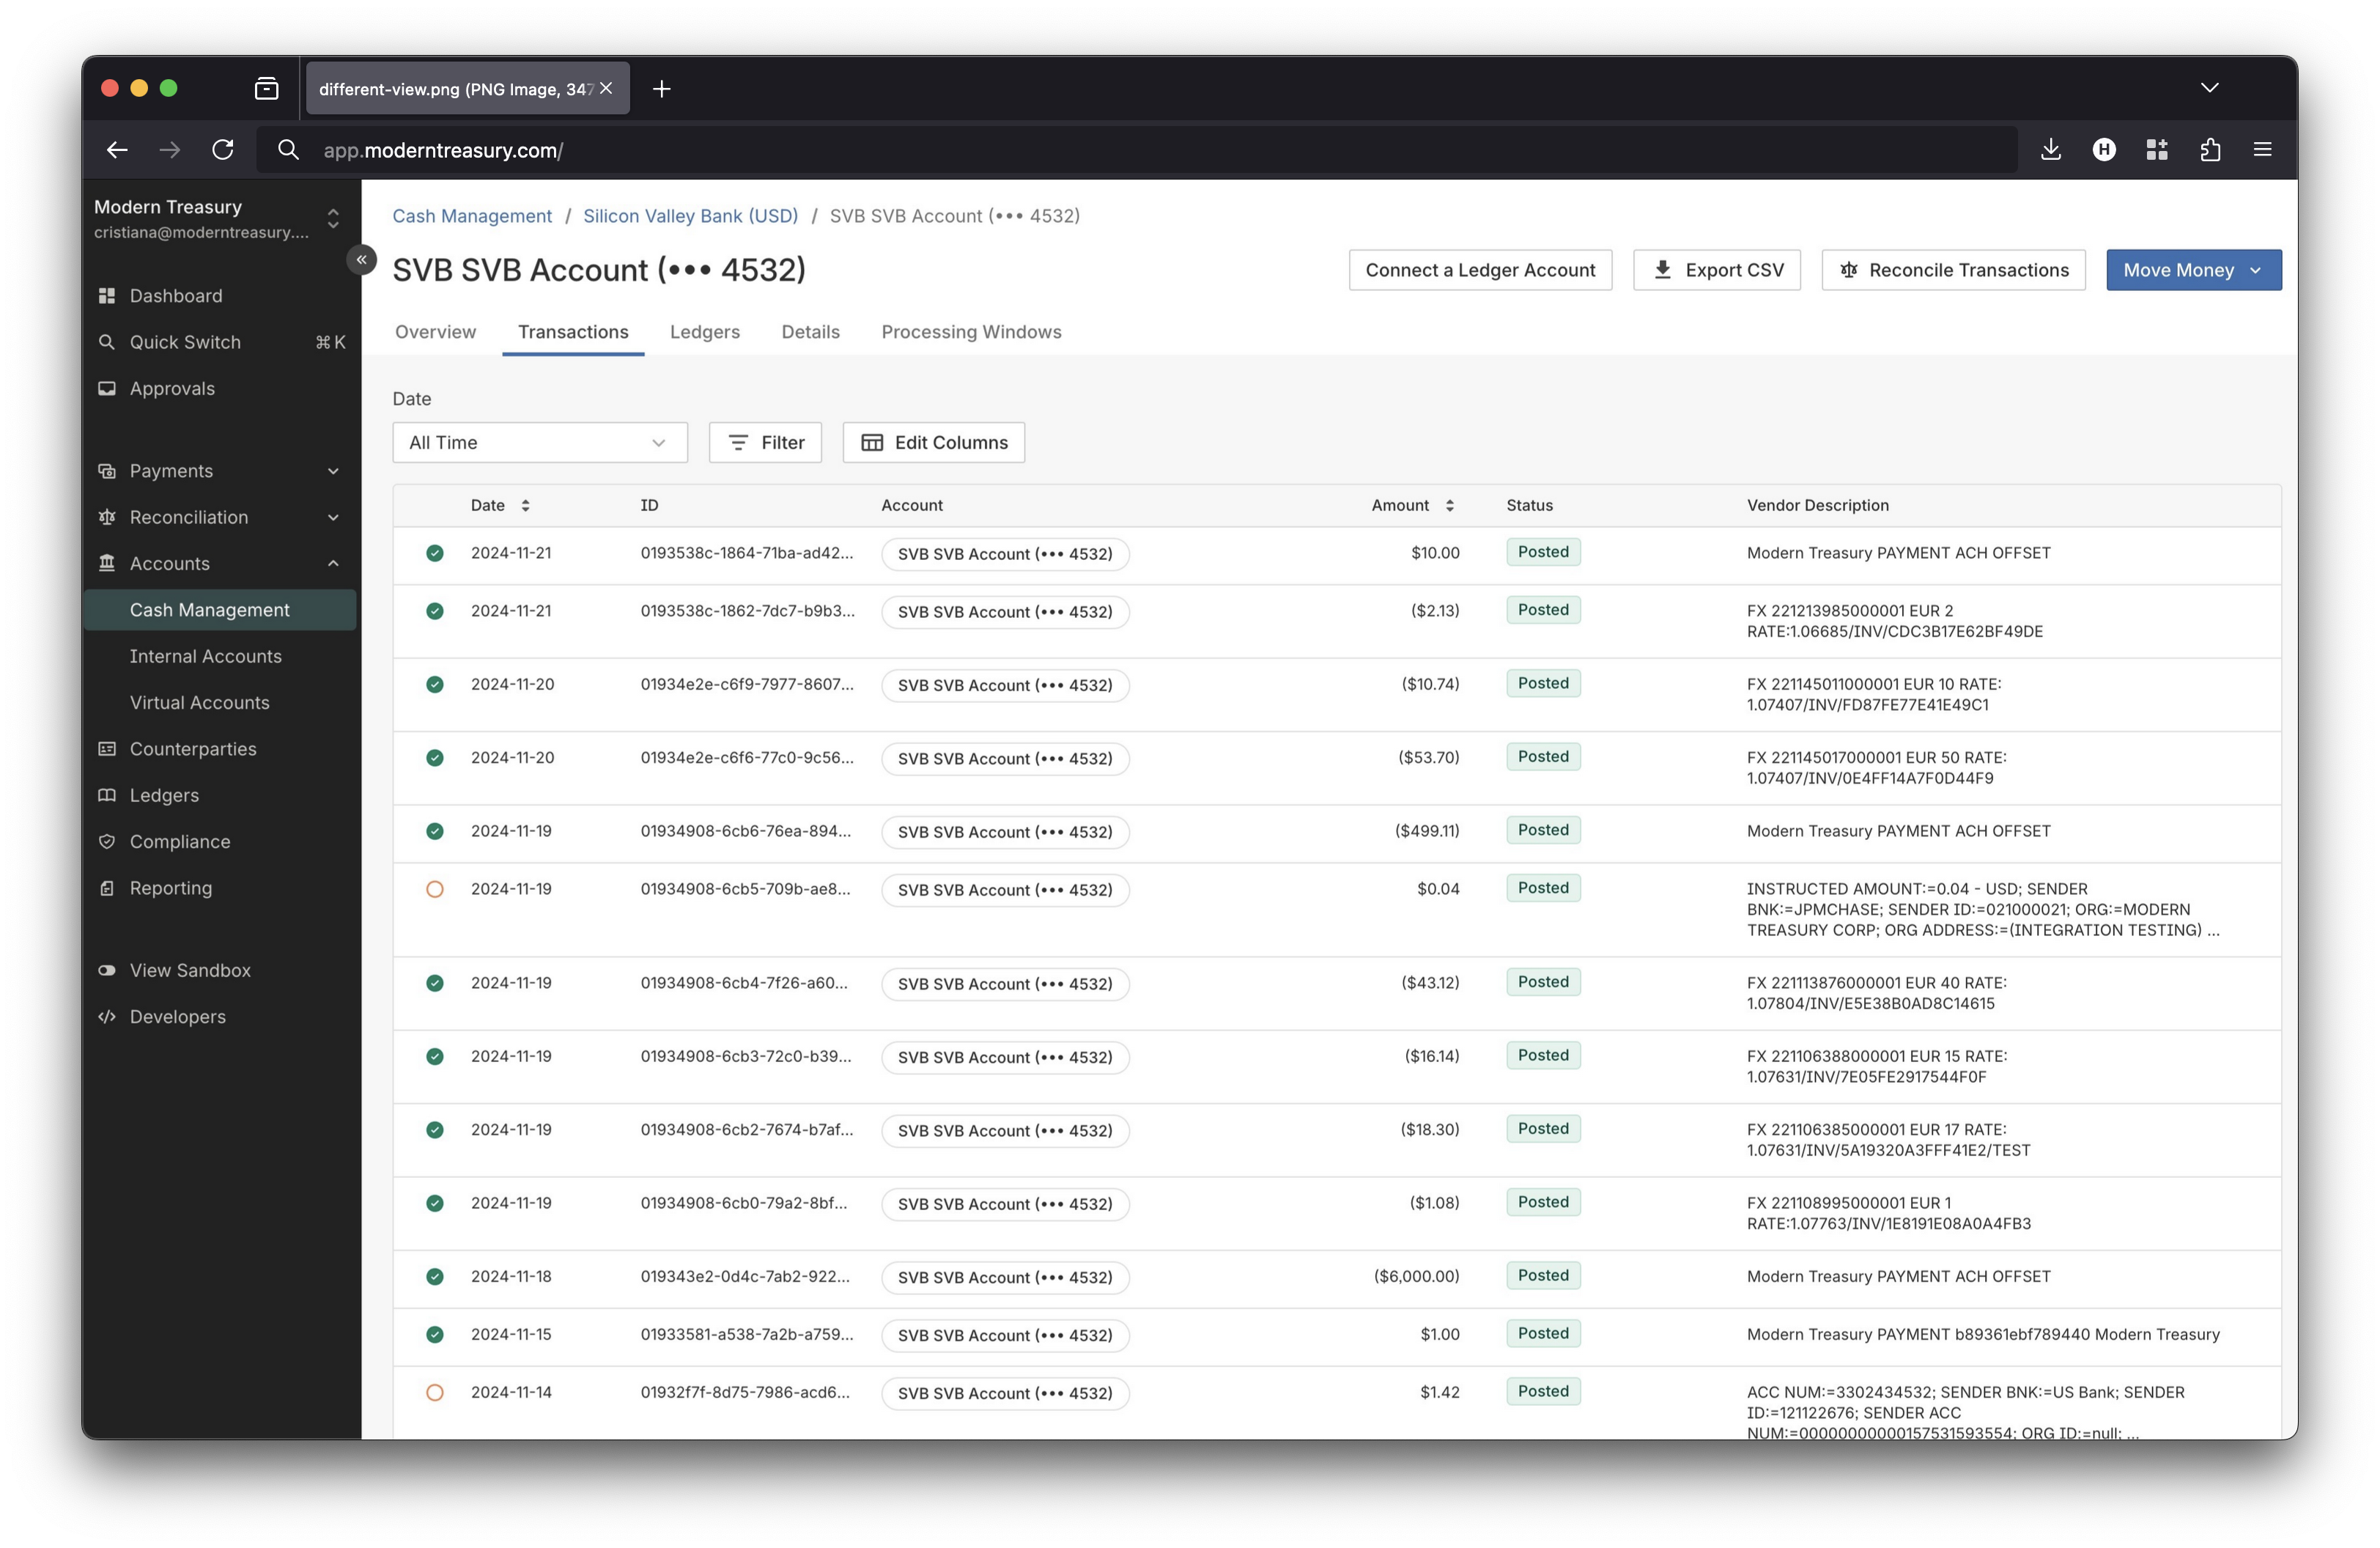 different-view.png (PNG Image, 347
app.moderntreasury.com/
Modern Treasury
cristiana@moderntreasury....
Dashboard
Quick Switch ⌘ K
Approvals
Payments
Reconciliation
Accounts
Cash Management
Internal Accounts
Virtual Accounts
Counterparties
Ledgers
Compliance
Reporting
View Sandbox
Developers
Cash Management / Silicon Valley Bank (USD) / SVB SVB Account (••• 4532)
SVB SVB Account (••• 4532)
Connect a Ledger Account Export CSV Reconcile Transactions Move Money
Overview Transactions Ledgers Details Processing Windows
Date
All Time Filter Edit Columns
Date ID Account Amount Status Vendor Description
2024-11-21 0193538c-1864-71ba-ad42... SVB SVB Account (••• 4532) $10.00 Posted Modern Treasury PAYMENT ACH OFFSET
2024-11-21 0193538c-1862-7dc7-b9b3... SVB SVB Account (••• 4532) ($2.13) Posted FX 221213985000001 EUR 2
RATE:1.06685/INV/CDC3B17E62BF49DE
2024-11-20 01934e2e-c6f9-7977-8607... SVB SVB Account (••• 4532) ($10.74) Posted FX 221145011000001 EUR 10 RATE:
1.07407/INV/FD87FE77E41E49C1
2024-11-20 01934e2e-c6f6-77c0-9c56... SVB SVB Account (••• 4532) ($53.70) Posted FX 221145017000001 EUR 50 RATE:
1.07407/INV/0E4FF14A7F0D44F9
2024-11-19 01934908-6cb6-76ea-894... SVB SVB Account (••• 4532) ($499.11) Posted Modern Treasury PAYMENT ACH OFFSET
2024-11-19 01934908-6cb5-709b-ae8... SVB SVB Account (••• 4532) $0.04 Posted INSTRUCTED AMOUNT:=0.04 - USD; SENDER
BNK:=JPMCHASE; SENDER ID:=021000021; ORG:=MODERN
TREASURY CORP; ORG ADDRESS:=(INTEGRATION TESTING) ...
2024-11-19 01934908-6cb4-7f26-a60... SVB SVB Account (••• 4532) ($43.12) Posted FX 221113876000001 EUR 40 RATE:
1.07804/INV/E5E38B0AD8C14615
2024-11-19 01934908-6cb3-72c0-b39... SVB SVB Account (••• 4532) ($16.14) Posted FX 221106388000001 EUR 15 RATE:
1.07631/INV/7E05FE2917544F0F
2024-11-19 01934908-6cb2-7674-b7af... SVB SVB Account (••• 4532) ($18.30) Posted FX 221106385000001 EUR 17 RATE:
1.07631/INV/5A19320A3FFF41E2/TEST
2024-11-19 01934908-6cb0-79a2-8bf... SVB SVB Account (••• 4532) ($1.08) Posted FX 221108995000001 EUR 1
RATE:1.07763/INV/1E8191E08A0A4FB3
2024-11-18 019343e2-0d4c-7ab2-922... SVB SVB Account (••• 4532) ($6,000.00) Posted Modern Treasury PAYMENT ACH OFFSET
2024-11-15 01933581-a538-7a2b-a759... SVB SVB Account (••• 4532) $1.00 Posted Modern Treasury PAYMENT b89361ebf789440 Modern Treasury
2024-11-14 01932f7f-8d75-7986-acd6... SVB SVB Account (••• 4532) $1.42 Posted ACC NUM:=3302434532; SENDER BNK:=US Bank; SENDER
ID:=121122676; SENDER ACC
NUM:=00000000000157531593554; ORG ID:=null; ...